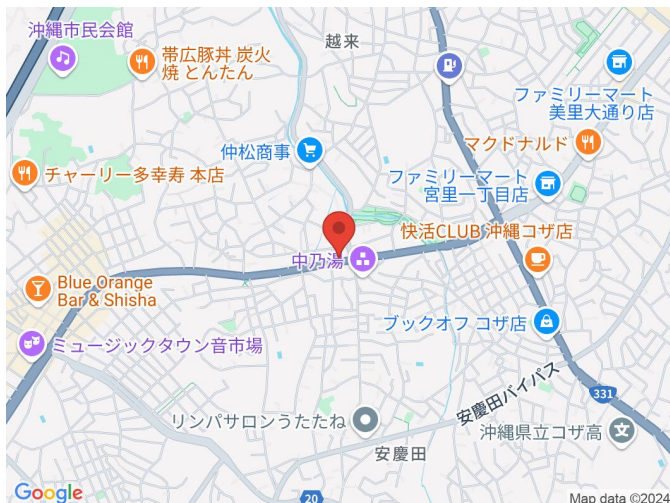 沖縄市民会館
越来
帯広豚丼 炭火
焼 とんたん
ファミリーマート
美里大通り店
仲松商事
マクドナルド
チャーリー多幸寿 本店
ファミリーマート
宮里一丁目店
快活CLUB 沖縄コザ店
中乃湯
Blue Orange
Bar & Shisha
ブックオフ コザ店
ミュージックタウン音市場
安慶田バイパス
331
リンパサロンうたたね
沖縄県立コザ高
安慶田
20
Google
Map data ©2024